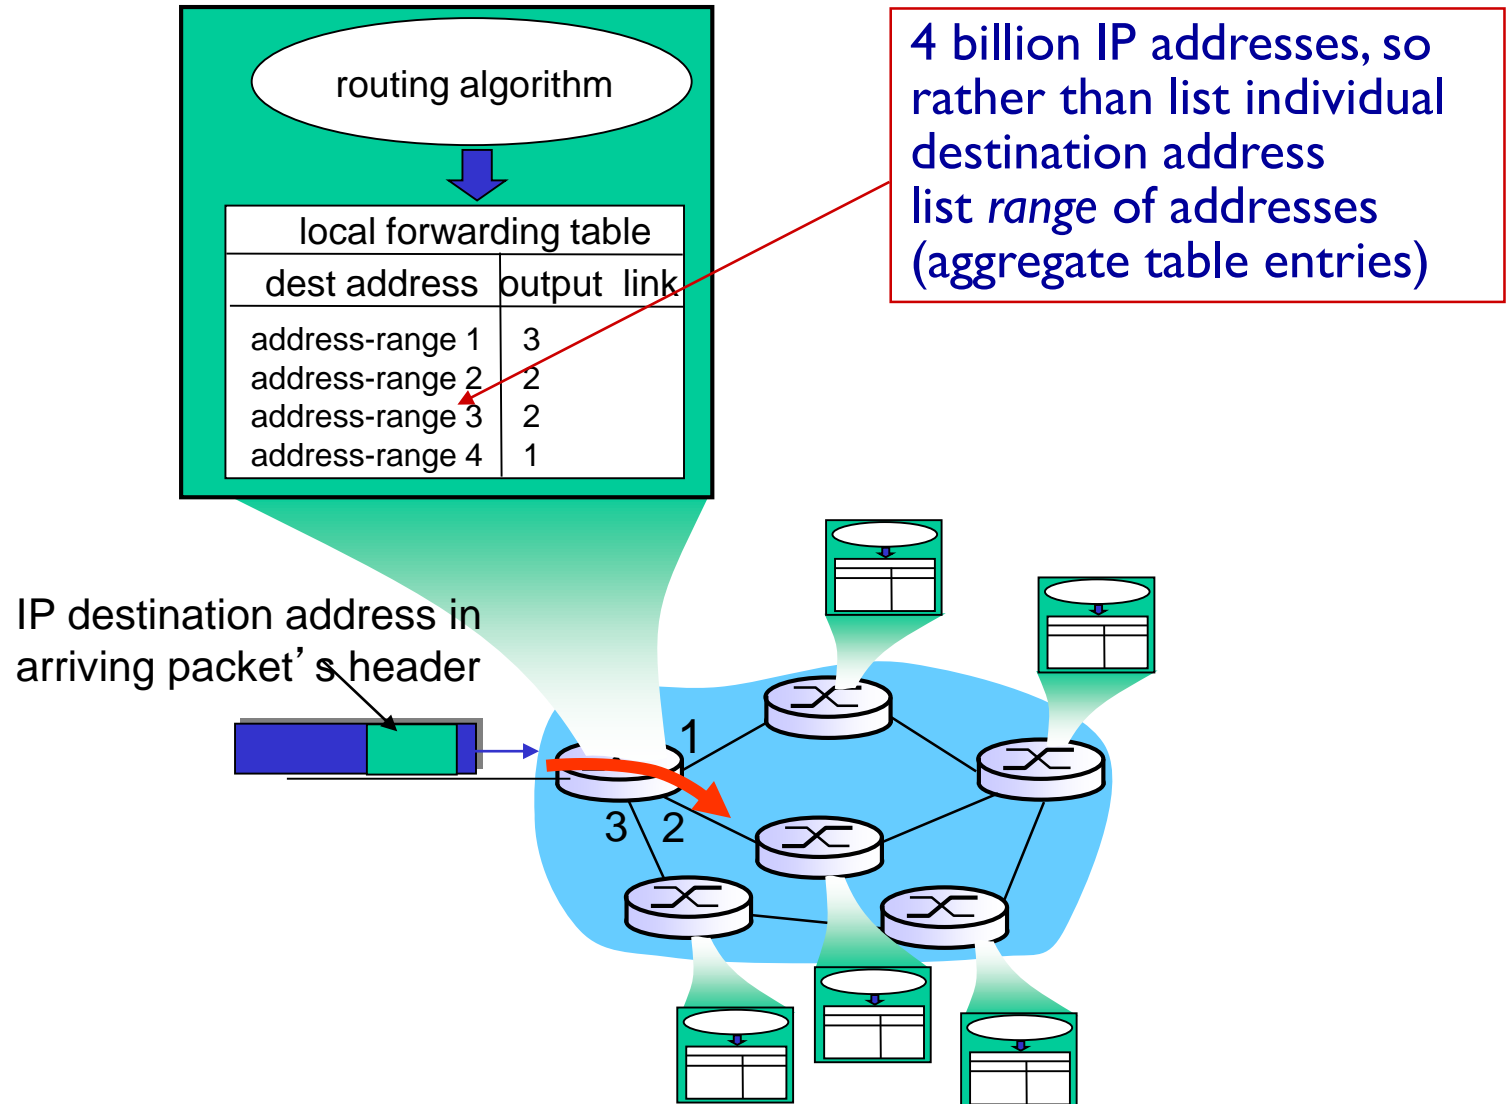 routing algorithm
local forwarding table
dest address output link
address-range 1 3
address-range 2 2
address-range 3 2
address-range 4 1
4 billion IP addresses, so
rather than list individual
destination address
list range of addresses
(aggregate table entries)
IP destination address in
arriving packet’s header
1
3 2